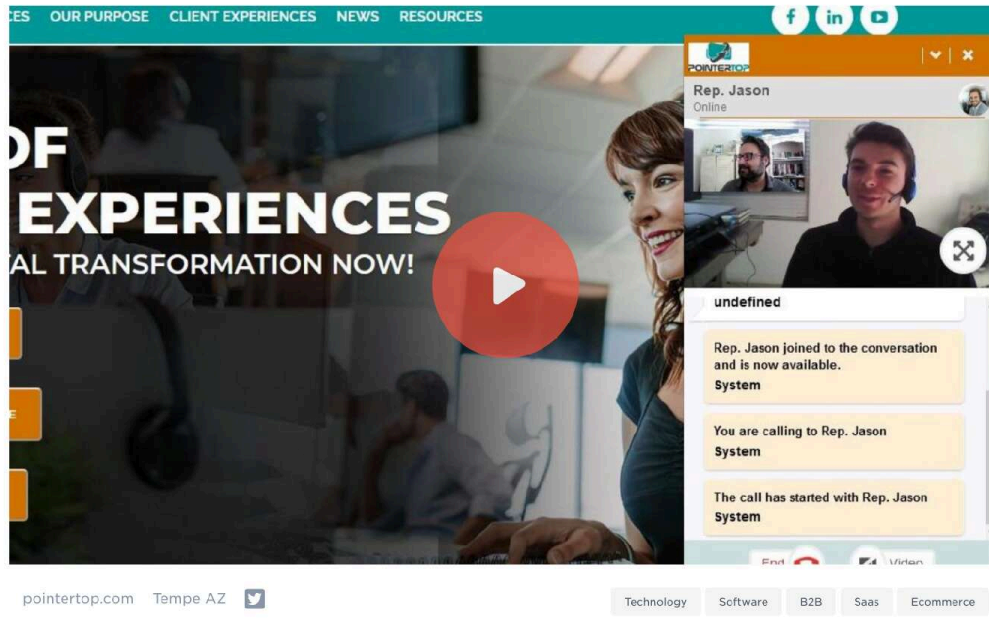 CES OUR PURPOSE CLIENT EXPERIENCES NEWS RESOURCES
f in
POINTERTOP
Rep. Jason
Online
OF
EXPERIENCES
AL TRANSFORMATION NOW!
E
undefined
Rep. Jason joined to the conversation
and is now available.
System
You are calling to Rep. Jason
System
The call has started with Rep. Jason
System
End Video
pointertop.com Tempe AZ
Technology Software B2B Saas Ecommerce